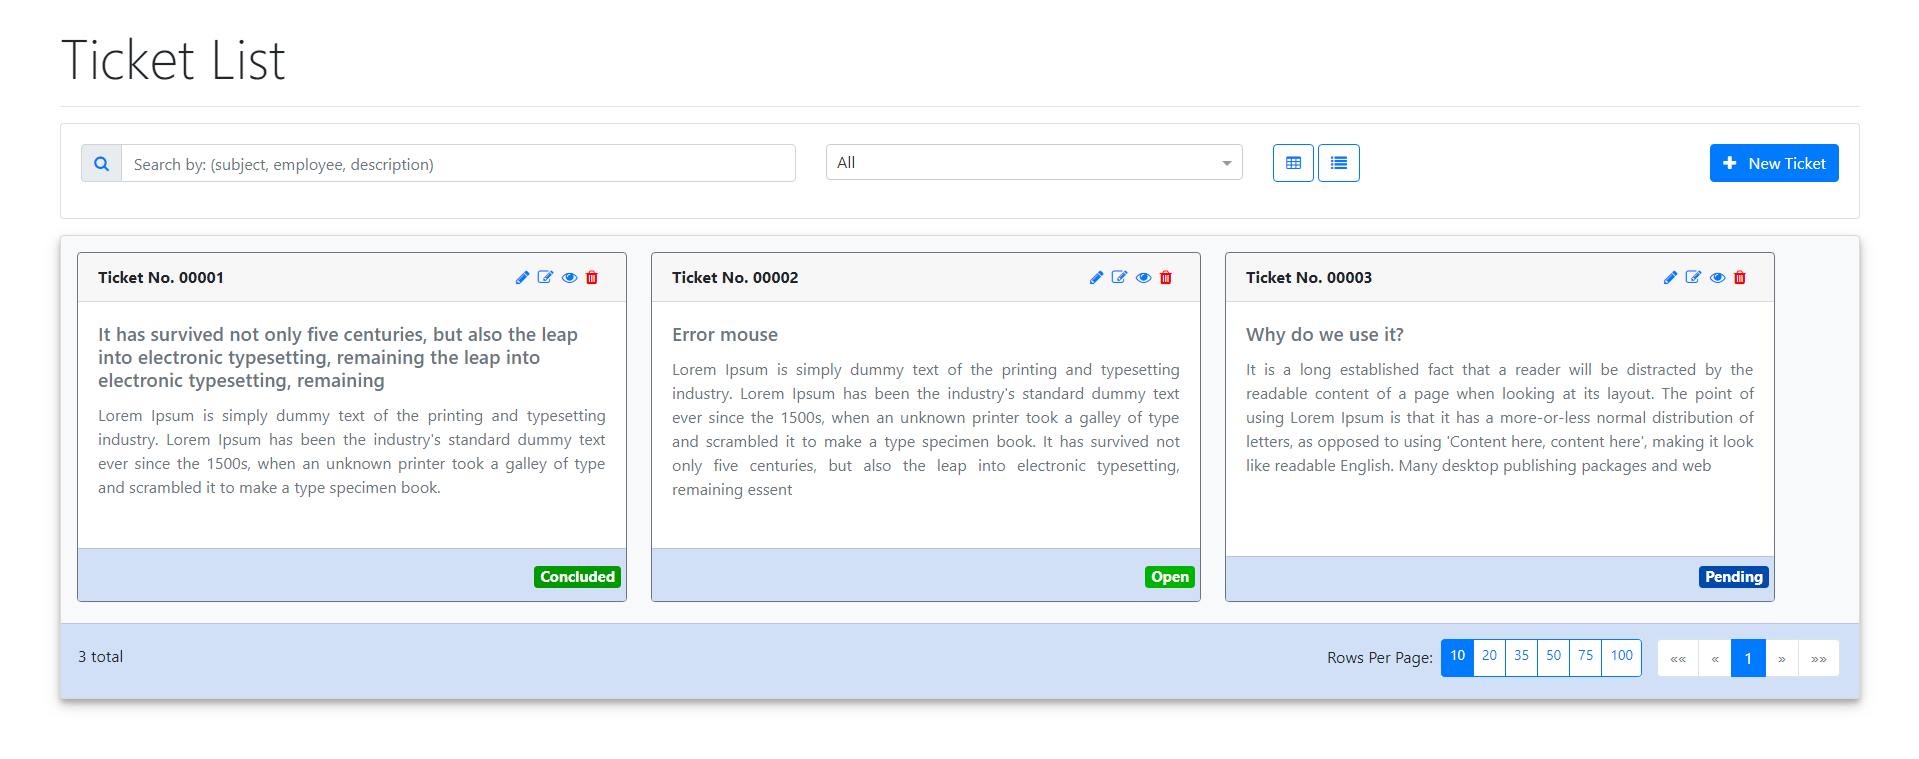 Ticket List
Search by: (subject, employee, description)
All
New Ticket
Ticket No. 00001
It has survived not only five centuries, but also the leap
into electronic typesetting, remaining the leap into
electronic typesetting, remaining
Lorem Ipsum is simply dummy text of the printing and typesetting
industry. Lorem Ipsum has been the industry's standard dummy text
ever since the 1500s, when an unknown printer took a galley of type
and scrambled it to make a type specimen book.
Concluded
Ticket No. 00002
Error mouse
Lorem Ipsum is simply dummy text of the printing and typesetting
industry. Lorem Ipsum has been the industry's standard dummy text
ever since the 1500s, when an unknown printer took a galley of type
and scrambled it to make a type specimen book. It has survived not
only five centuries, but also the leap into electronic typesetting,
remaining essent
Open
Ticket No. 00003
Why do we use it?
It is a long established fact that a reader will be distracted by the
readable content of a page when looking at its layout. The point of
using Lorem Ipsum is that it has a more-or-less normal distribution of
letters, as opposed to using 'Content here, content here', making it look
like readable English. Many desktop publishing packages and web
Pending
3 total
Rows Per Page: 10 20 35 50 75 100 «« « 1 » »»